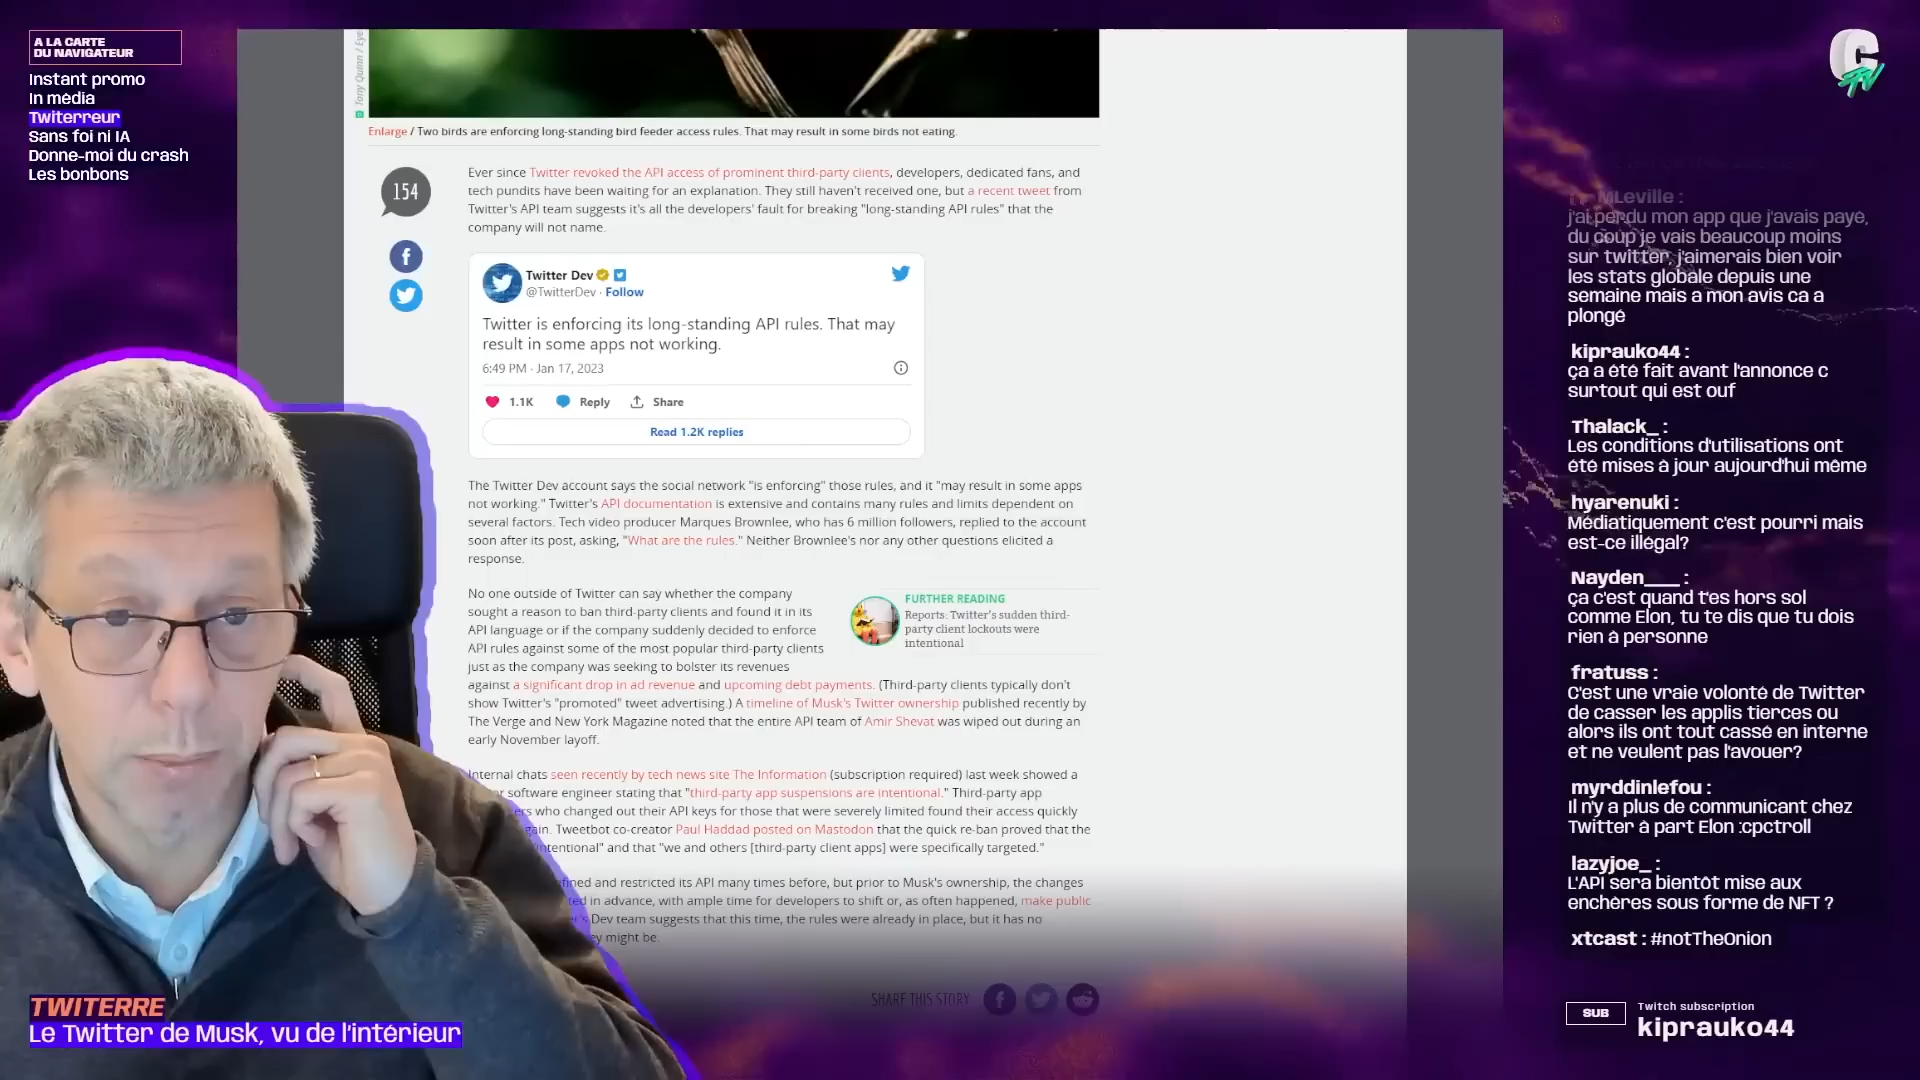 A LA CARTE
DU NAVIGATEUR
Instant promo
In média
Twiterreur
Sans foi ni IA
Donne-moi du crash
Les bonbons
Tony Quinn / Eye
Enlarge / Two birds are enforcing long-standing bird feeder access rules. That may result in some birds not eating.
154
Ever since Twitter revoked the API access of prominent third-party clients, developers, dedicated fans, and
tech pundits have been waiting for an explanation. They still haven't received one, but a recent tweet from
Twitter's API team suggests it's all the developers' fault for breaking "long-standing API rules" that the
company will not name.
Twitter Dev
@TwitterDev · Follow
Twitter is enforcing its long-standing API rules. That may
result in some apps not working.
6:49 PM · Jan 17, 2023
1.1K Reply Share
Read 1.2K replies
The Twitter Dev account says the social network "is enforcing" those rules, and it "may result in some apps
not working." Twitter's API documentation is extensive and contains many rules and limits dependent on
several factors. Tech video producer Marques Brownlee, who has 6 million followers, replied to the account
soon after its post, asking, "What are the rules." Neither Brownlee's nor any other questions elicited a
response.
No one outside of Twitter can say whether the company
sought a reason to ban third-party clients and found it in its
API language or if the company suddenly decided to enforce
API rules against some of the most popular third-party clients
just as the company was seeking to bolster its revenues
against a significant drop in ad revenue and upcoming debt payments. (Third-party clients typically don't
show Twitter's "promoted" tweet advertising.) A timeline of Musk's Twitter ownership published recently by
The Verge and New York Magazine noted that the entire API team of Amir Shevat was wiped out during an
early November layoff.
FURTHER READING
Reports: Twitter's sudden third-
party client lockouts were
intentional
Internal chats seen recently by tech news site The Information (subscription required) last week showed a
software engineer stating that "third-party app suspensions are intentional." Third-party app
ers who changed out their API keys for those that were severely limited found their access quickly
ain. Tweetbot co-creator Paul Haddad posted on Mastodon that the quick re-ban proved that the
intentional" and that "we and others [third-party client apps] were specifically targeted."
fined and restricted its API many times before, but prior to Musk's ownership, the changes
ed in advance, with ample time for developers to shift or, as often happened, make public
's Dev team suggests that this time, the rules were already in place, but it has no
ey might be.
SHARE THIS STORY
TWITERRE
Le Twitter de Musk, vu de l'intérieur
MLeville :
j'ai perdu mon app que j'avais payé,
du coup je vais beaucoup moins
sur twitter, j'aimerais bien voir
les stats globale depuis une
semaine mais a mon avis ca a
plongé
kiprauko44 :
ça a été fait avant l'annonce c
surtout qui est ouf
Thalack_ :
Les conditions d'utilisations ont
été mises à jour aujourd'hui même
hyarenuki :
Médiatiquement c'est pourri mais
est-ce illégal?
Nayden___ :
ça c'est quand t'es hors sol
comme Elon, tu te dis que tu dois
rien à personne
fratuss :
C'est une vraie volonté de Twitter
de casser les applis tierces ou
alors ils ont tout cassé en interne
et ne veulent pas l'avouer?
myrddinlefou :
Il n'y a plus de communicant chez
Twitter à part Elon :cpctroll
lazyjoe_ :
L'API sera bientôt mise aux
enchères sous forme de NFT ?
xtcast : #notTheOnion
SUB
Twitch subscription
kiprauko44
C
TV